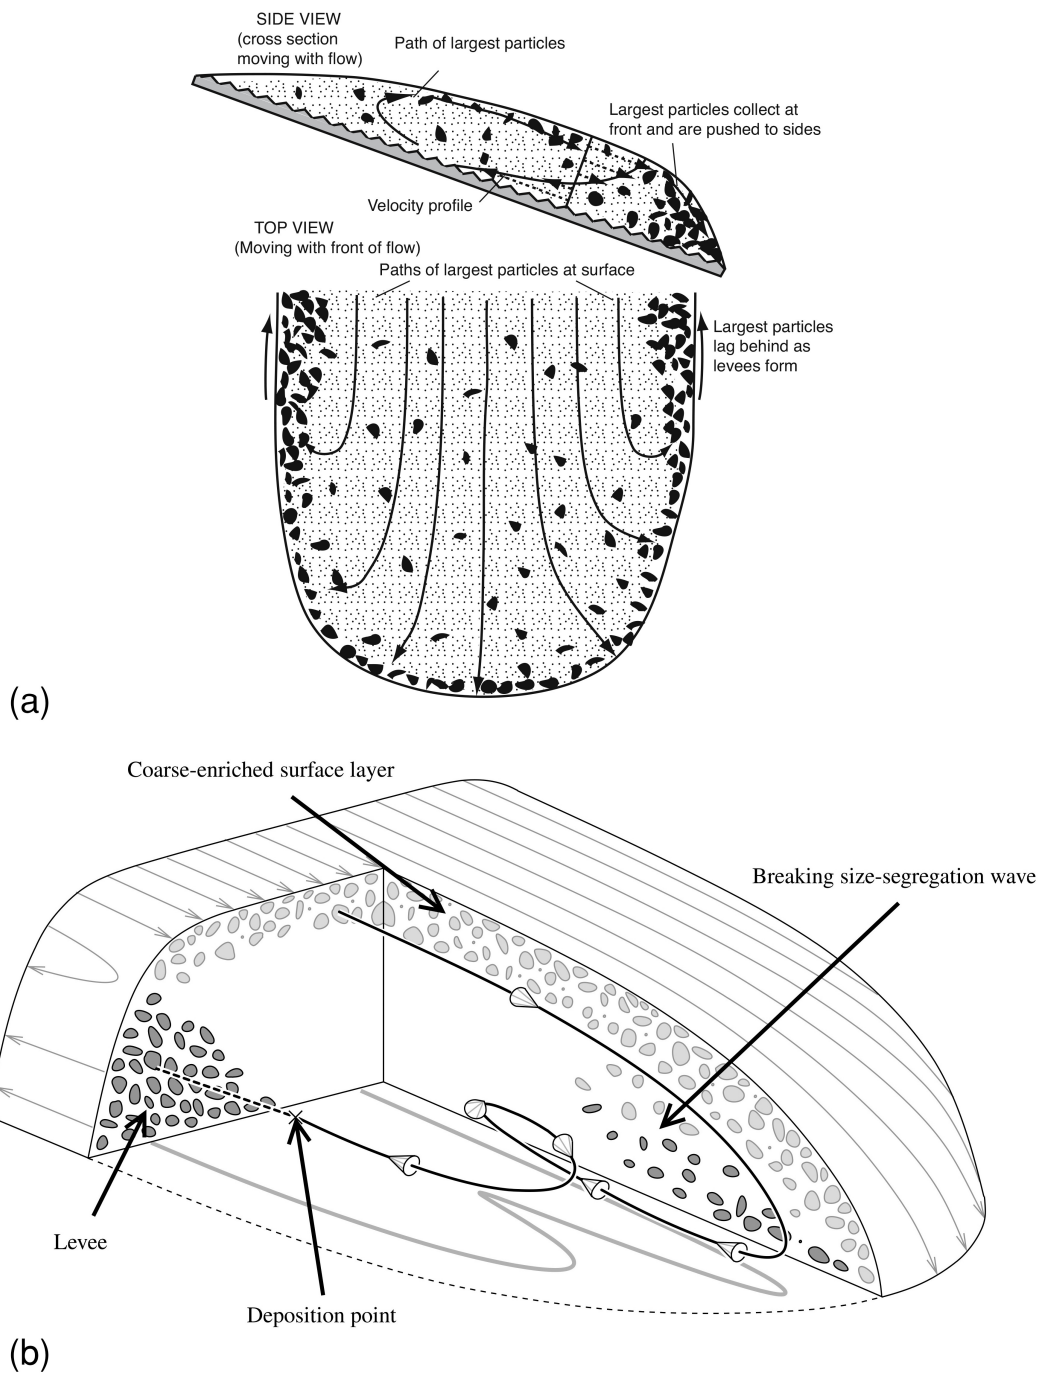 SIDE VIEW
(cross section
moving with flow)
Path of largest particles
Largest particles collect at
front and are pushed to sides
Velocity profile
TOP VIEW
(Moving with front of flow)
Paths of largest particles at surface
Largest particles
lag behind as
levees form
(a)
Coarse-enriched surface layer
Breaking size-segregation wave
Levee
Deposition point
(b)